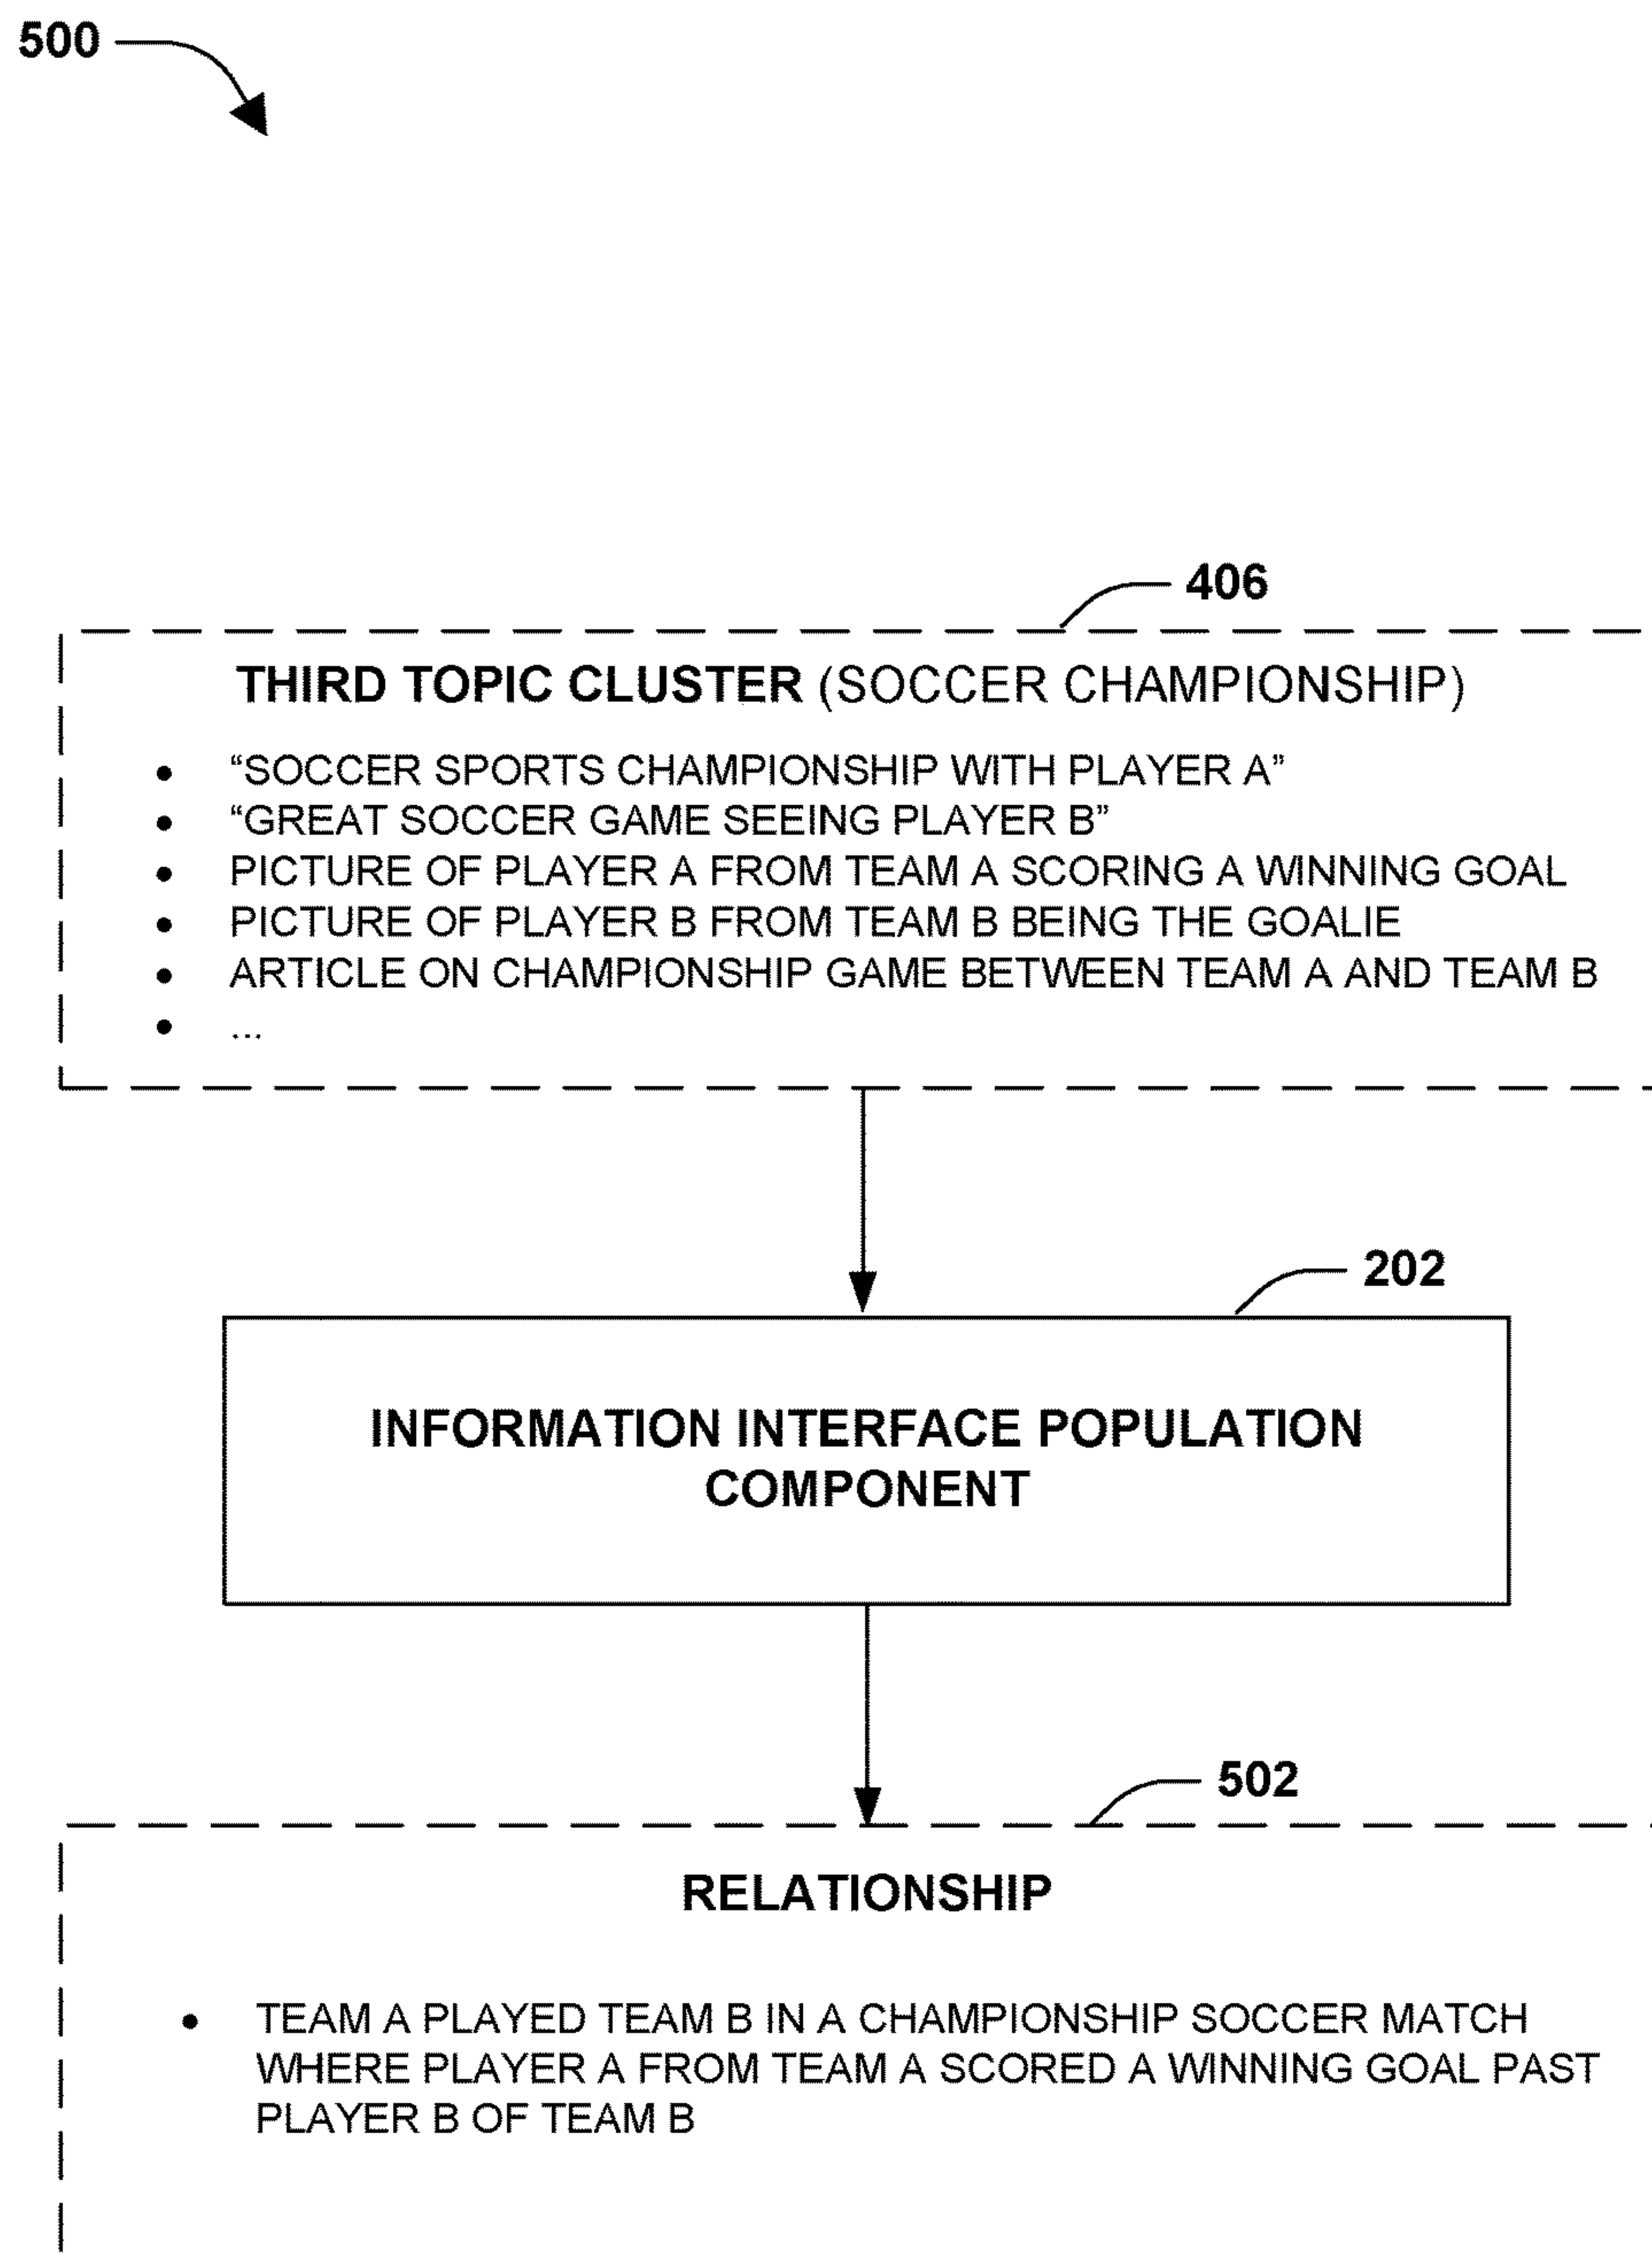 500
406
THIRD TOPIC CLUSTER (SOCCER CHAMPIONSHIP)
• “SOCCER SPORTS CHAMPIONSHIP WITH PLAYER A”
• “GREAT SOCCER GAME SEEING PLAYER B”
• PICTURE OF PLAYER A FROM TEAM A SCORING A WINNING GOAL
• PICTURE OF PLAYER B FROM TEAM B BEING THE GOALIE
• ARTICLE ON CHAMPIONSHIP GAME BETWEEN TEAM A AND TEAM B
• ...
202
INFORMATION INTERFACE POPULATION
COMPONENT
502
RELATIONSHIP
• TEAM A PLAYED TEAM B IN A CHAMPIONSHIP SOCCER MATCH
WHERE PLAYER A FROM TEAM A SCORED A WINNING GOAL PAST
PLAYER B OF TEAM B